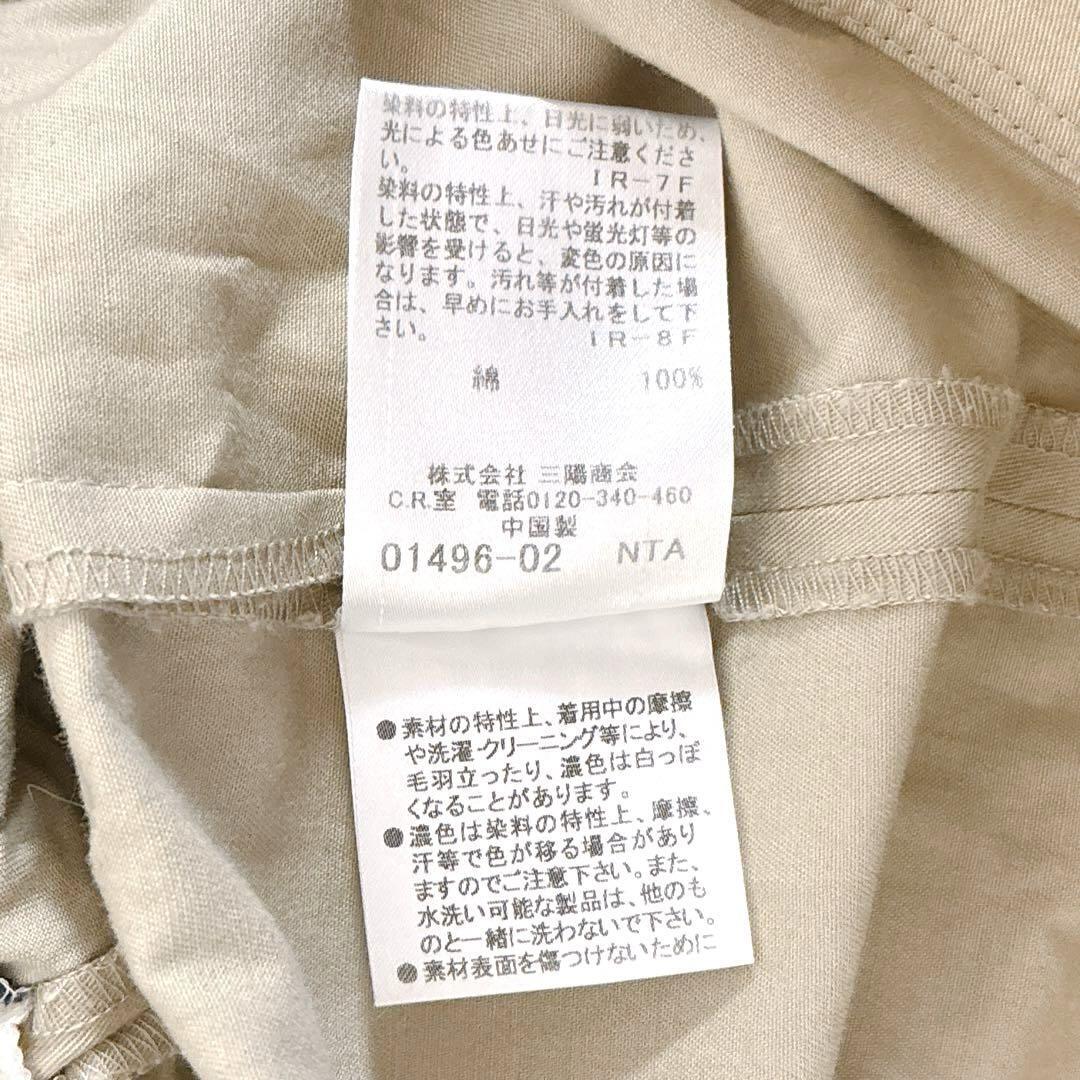 染料の特性上、日光に弱いため、
光による色あせにご注意くださ
い。 IR-7F
染料の特性上、汗や汚れが付着
した状態で、日光や蛍光灯等の
影響を受けると、変色の原因に
なります。汚れ等が付着した場
合は、早めにお手入れをして下
さい。 IR-8F
綿 100%
株式会社 三陽商会
C.R.室 電話0120-340-460
中国製
01496-02 NTA
●素材の特性上、着用中の摩擦
や洗濯・クリーニング等により、
毛羽立ったり、濃色は白っぽ
くなることがあります。
●濃色は染料の特性上、摩擦、
汗等で色が移る場合があり
ますのでご注意下さい。また、
水洗い可能な製品は、他のも
のと一緒に洗わないで下さい。
●素材表面を傷つけないために